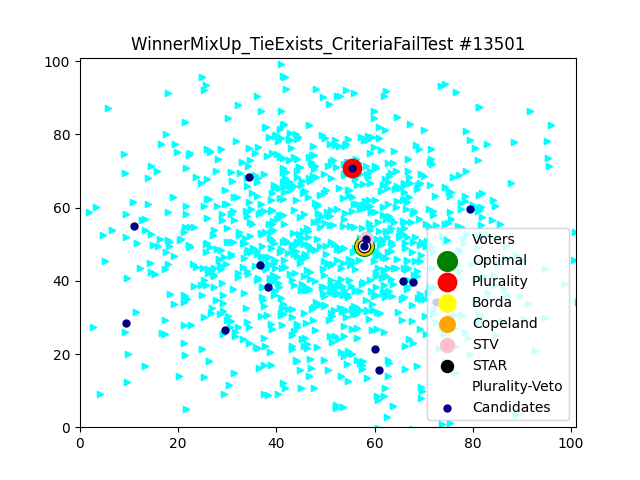 WinnerMixUp_TieExists_CriteriaFailTest #13501
100
80
60
40
20
0
0 20 40 60 80 100
Voters
Optimal
Plurality
Borda
Copeland
STV
STAR
Plurality-Veto
Candidates